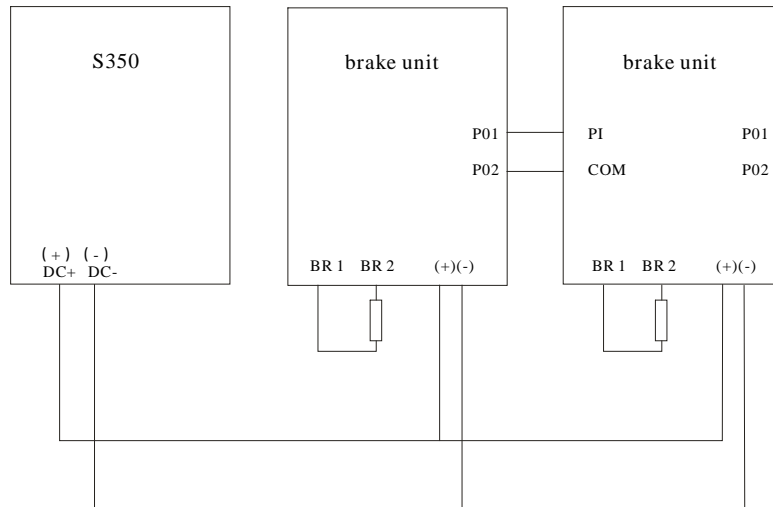 S350 brake unit brake unit
P01 PI P01
P02 COM P02
(+) (-)
DC+ DC-
BR 1 BR 2 (+)(-) BR 1 BR 2 (+)(-)